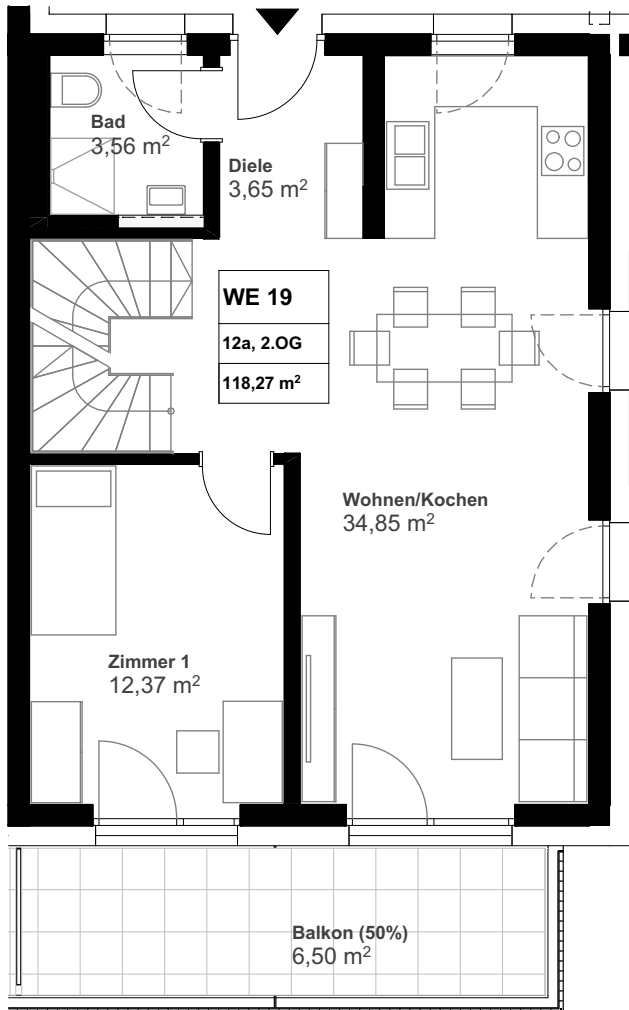 Bad
3,56 m²
Diele
3,65 m²
WE 19
12a, 2.OG
118,27 m²
Wohnen/Kochen
34,85 m²
Zimmer 1
12,37 m²
Balkon (50%)
6,50 m²